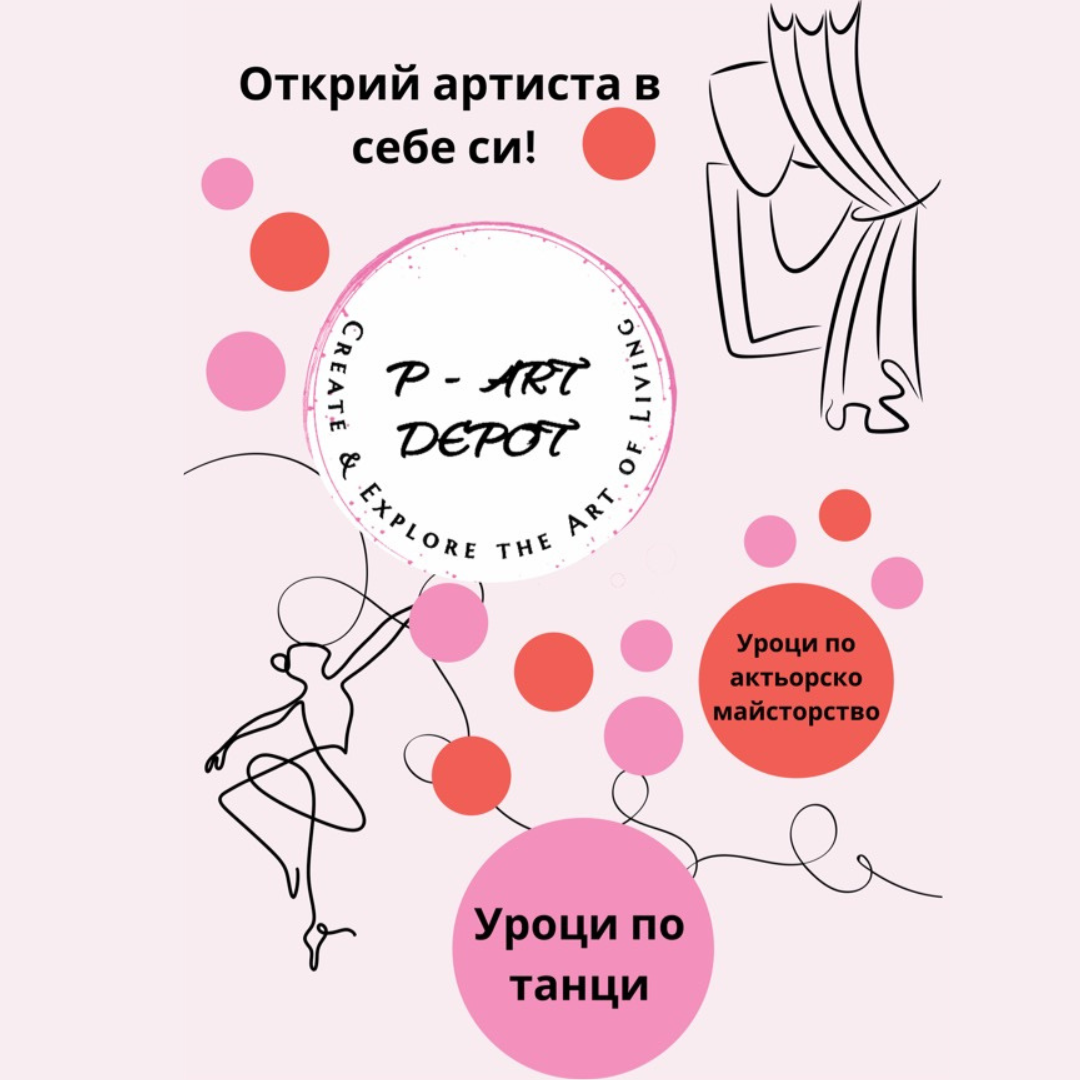 Открий артиста в
себе си!
P - ART
DEPOT
Create & Explore the Art of Living
Уроци по
актьорско
майсторство
Уроци по
танци